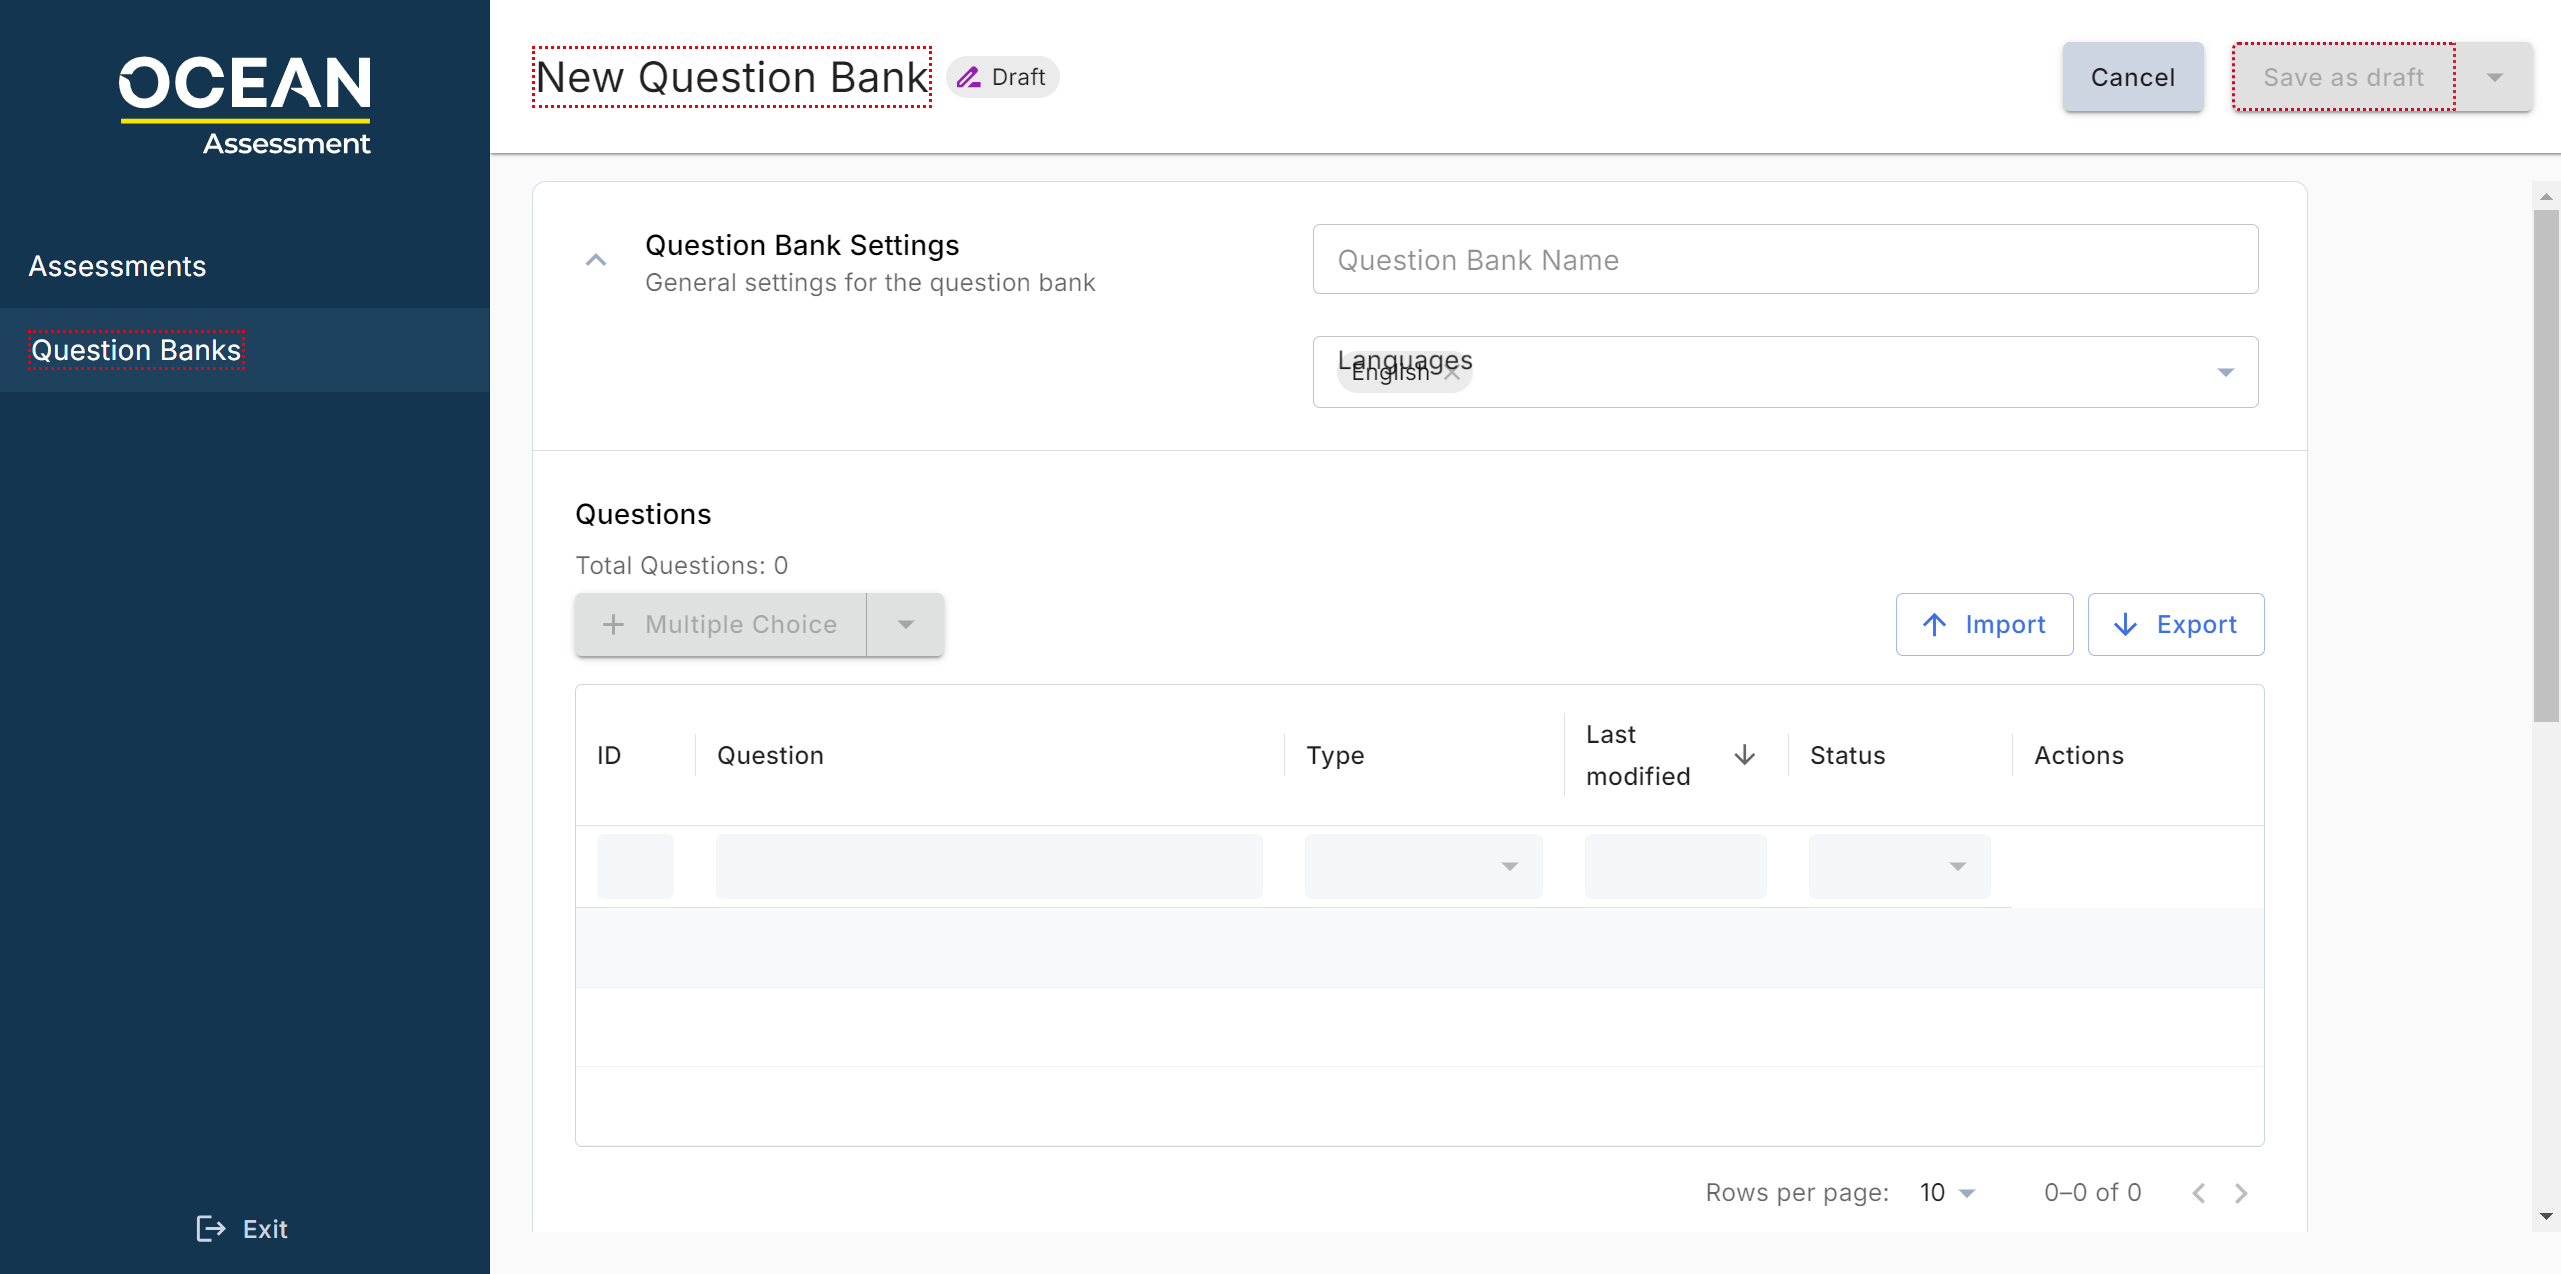 OCEAN
Assessment
Assessments
Question Banks
Exit
New Question Bank
Draft
Cancel
Save as draft
Question Bank Settings
General settings for the question bank
Question Bank Name
Languages
English
Questions
Total Questions: 0
Multiple Choice
Import
Export
ID
Question
Type
Last
modified
Status
Actions
Rows per page: 10
0–0 of 0